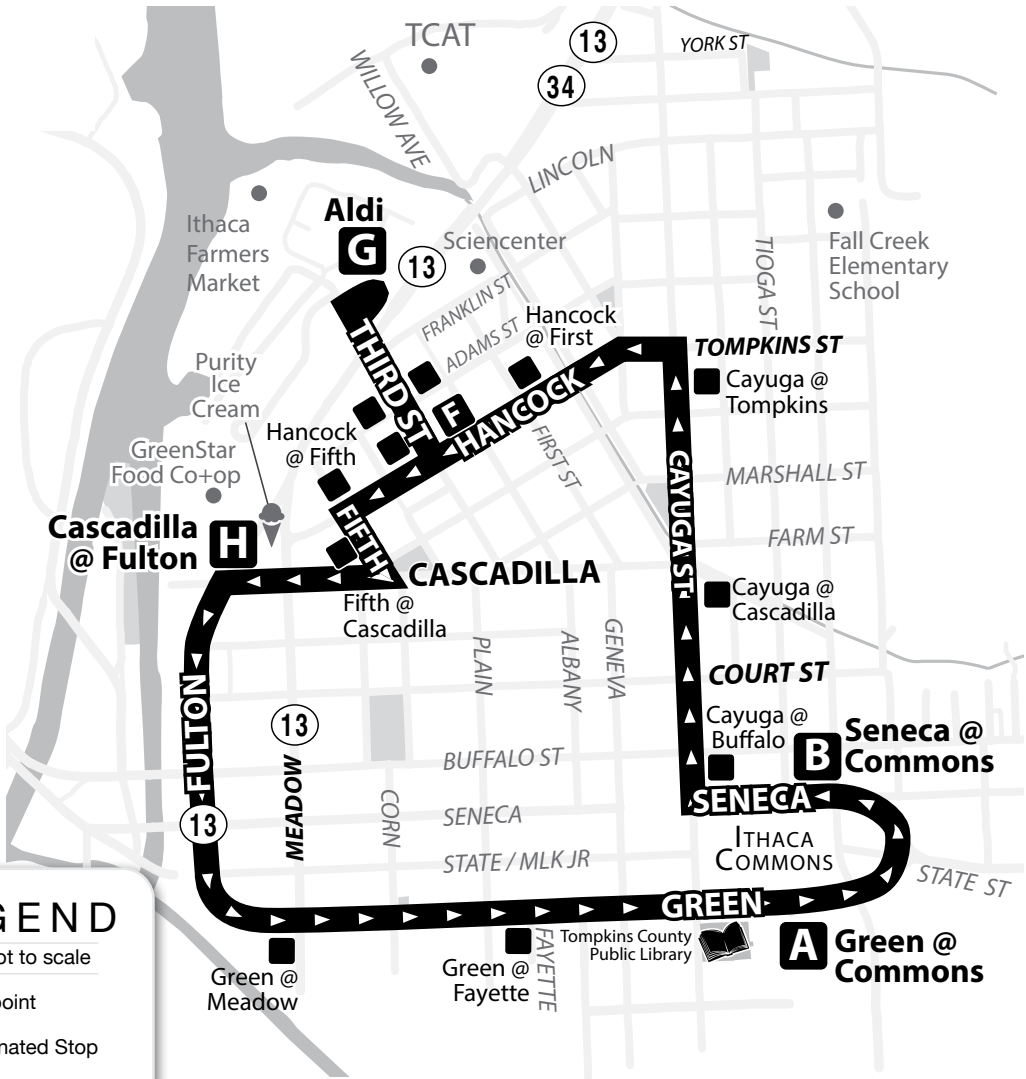 TCAT
13
YORK ST
34
WILLOW AVE
LINCOLN
Aldi
G
13
Ithaca
Farmers
Market
Sciencenter
Fall Creek
Elementary
School
TIOGA ST
FRANKLIN ST
ADAMS ST
Hancock
@ First
THIRD ST
TOMPKINS ST
Purity
Ice
Cream
Cayuga @
Tompkins
F
HANCOCK
Hancock
@ Fifth
GreenStar
Food Co+op
FIRST ST
CAYUGA ST
MARSHALL ST
FIFTH
Cascadilla
@ Fulton
H
FARM ST
CASCADILLA
Fifth @
Cascadilla
Cayuga @
Cascadilla
PLAIN
ALBANY
GENEVA
COURT ST
FULTON
13
Cayuga @
Buffalo
B
Seneca @
Commons
MEADOW
BUFFALO ST
CORN
SENECA
SENECA
13
ITHACA
COMMONS
STATE / MLK JR
STATE ST
GREEN
GEND
ot to scale
oint
nated Stop
Green @
Meadow
Green @
Fayette
FAYETTE
Tompkins County
Public Library
A
Green @
Commons